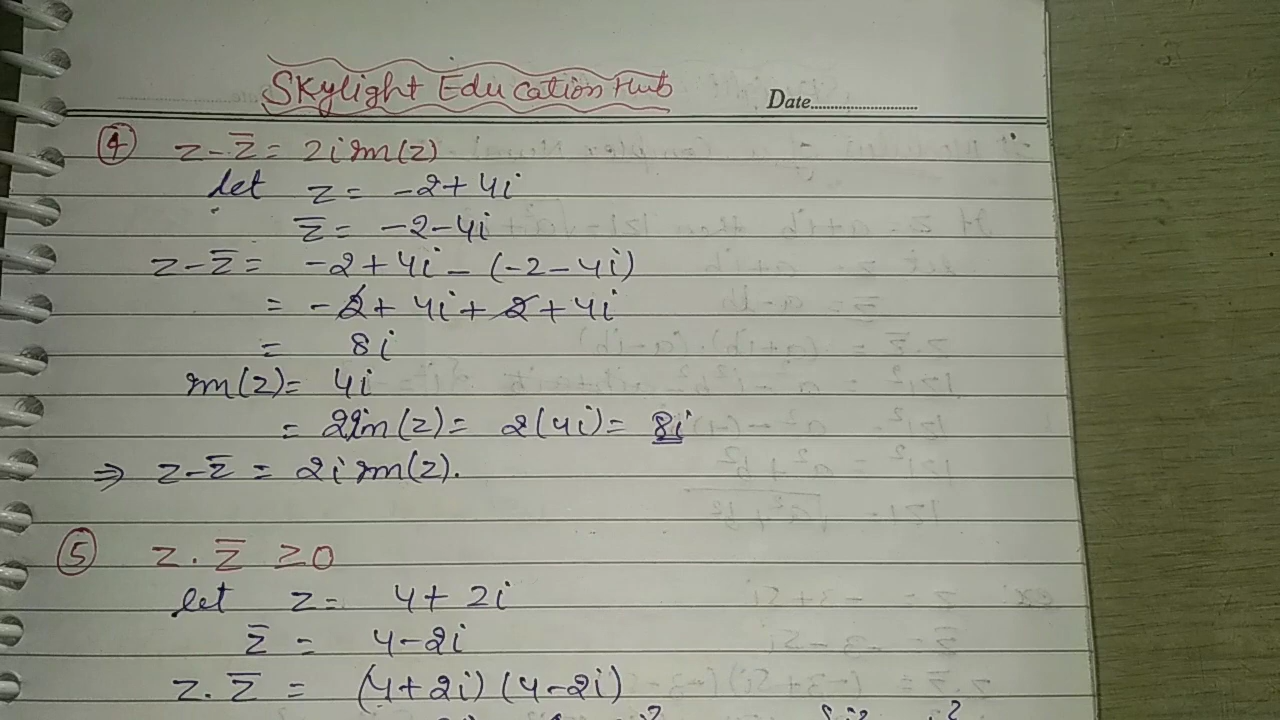 Skylight Education Hub
Date
④ z-z̅ = 2i Im(z)
let z = -2+4i
z̅ = -2-4i
z-z̅ = -2+4i-(-2-4i)
= -2+4i+2+4i
= 8i
Im(z) = 4i
= 2Im(z) = 2(4i) = 8i
⇒ z-z̅ = 2i Im(z).
⑤ z.z̅ ≥0
let z = 4+2i
z̅ = 4-2i
z.z̅ = (4+2i)(4-2i)